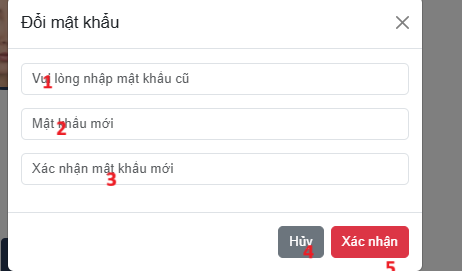 Đổi mật khẩu
Vui lòng nhập mật khẩu cũ
1
Mật khẩu mới
2
Xác nhận mật khẩu mới
3
Hủy Xác nhận
4
5